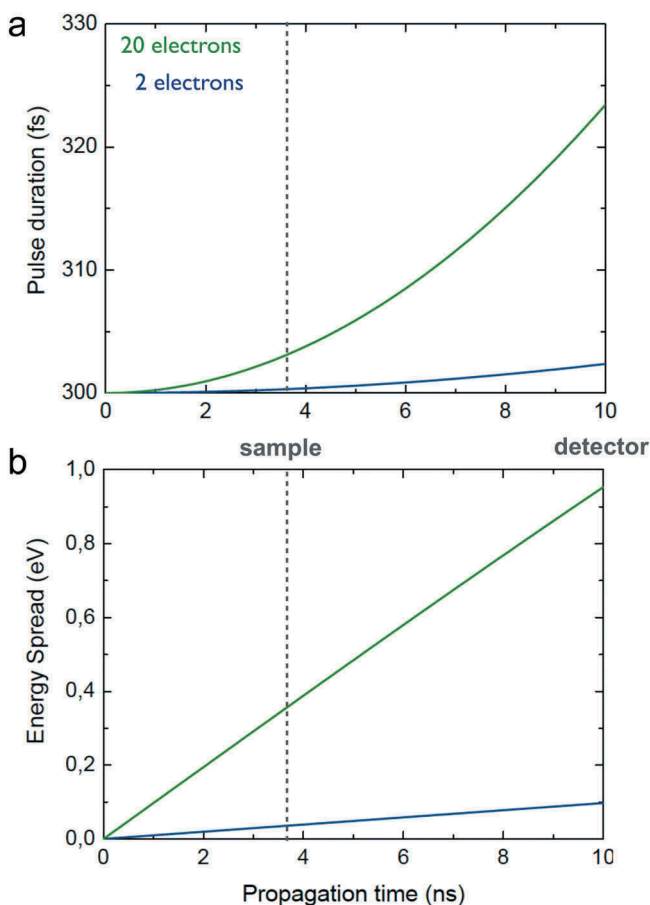 a
330
20 electrons
2 electrons
320
310
300
Pulse duration (fs)
0 2 4 6 8 10
sample detector
b
1,0
0,8
0,6
0,4
0,2
0,0
Energy Spread (eV)
0 2 4 6 8 10
Propagation time (ns)